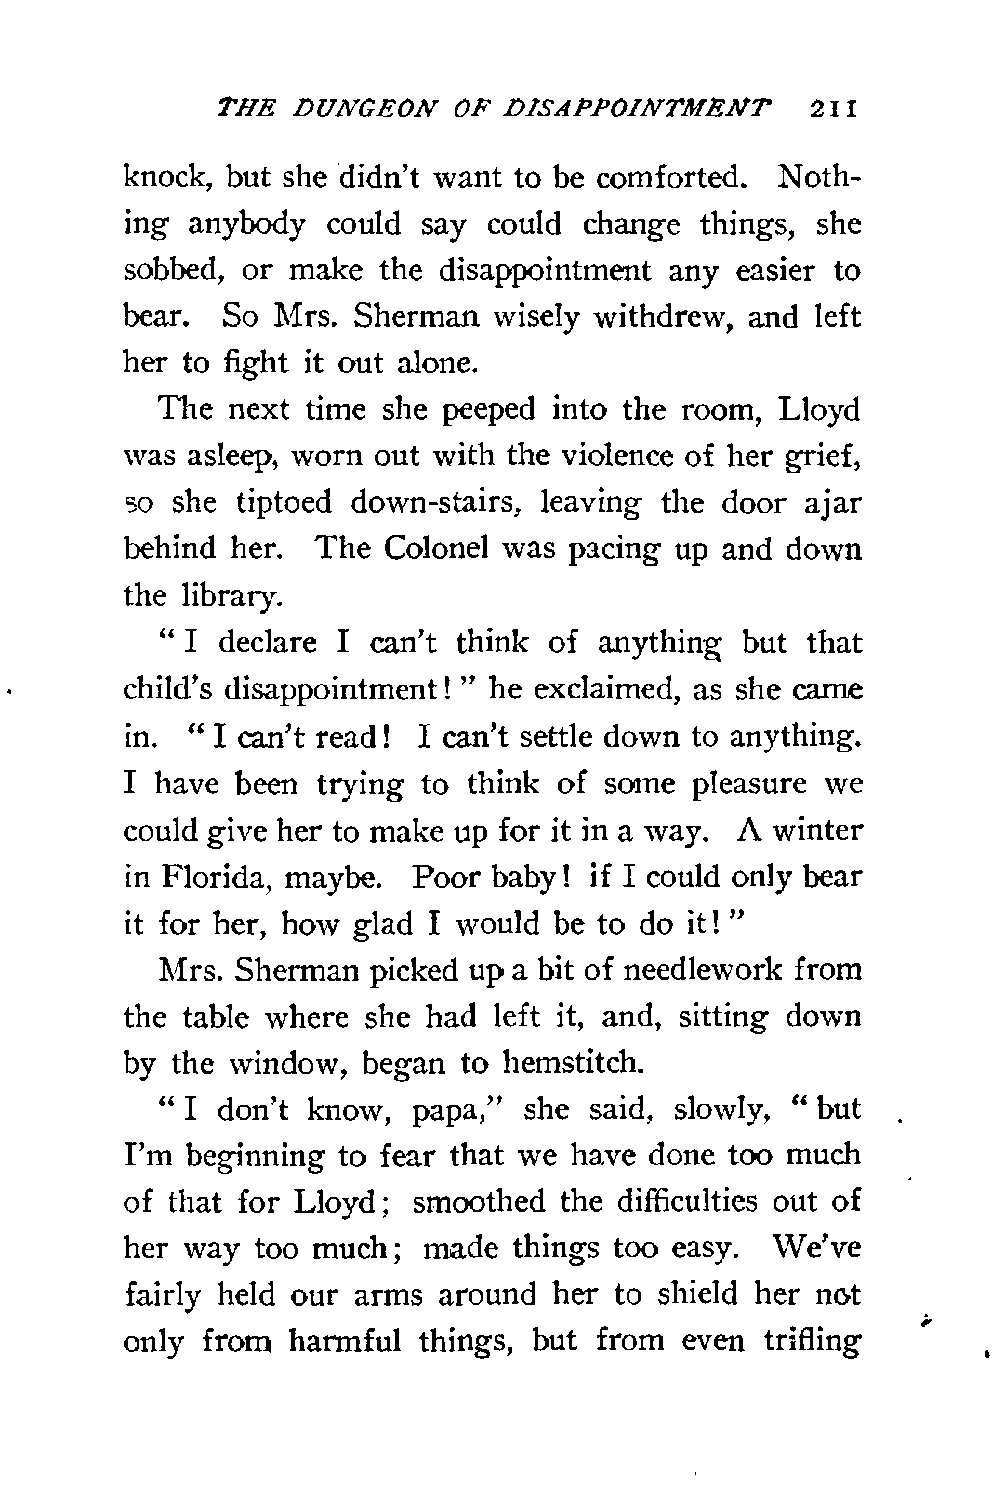 THE DUNGEON OF DISAPPOINTMENT 211
knock, but she didn't want to be comforted. Noth-
ing anybody could say could change things, she
sobbed, or make the disappointment any easier to
bear. So Mrs. Sherman wisely withdrew, and left
her to fight it out alone.
The next time she peeped into the room, Lloyd
was asleep, worn out with the violence of her grief,
so she tiptoed down-stairs, leaving the door ajar
behind her. The Colonel was pacing up and down
the library.
" I declare I can't think of anything but that
child's disappointment! " he exclaimed, as she came
in. " I can't read! I can't settle down to anything.
I have been trying to think of some pleasure we
could give her to make up for it in a way. A winter
in Florida, maybe. Poor baby! if I could only bear
it for her, how glad I would be to do it! "
Mrs. Sherman picked up a bit of needlework from
the table where she had left it, and, sitting down
by the window, began to hemstitch.
" I don't know, papa," she said, slowly, " but
I'm beginning to fear that we have done too much
of that for Lloyd; smoothed the difficulties out of
her way too much; made things too easy. We've
fairly held our arms around her to shield her not
only from harmful things, but from even trifling